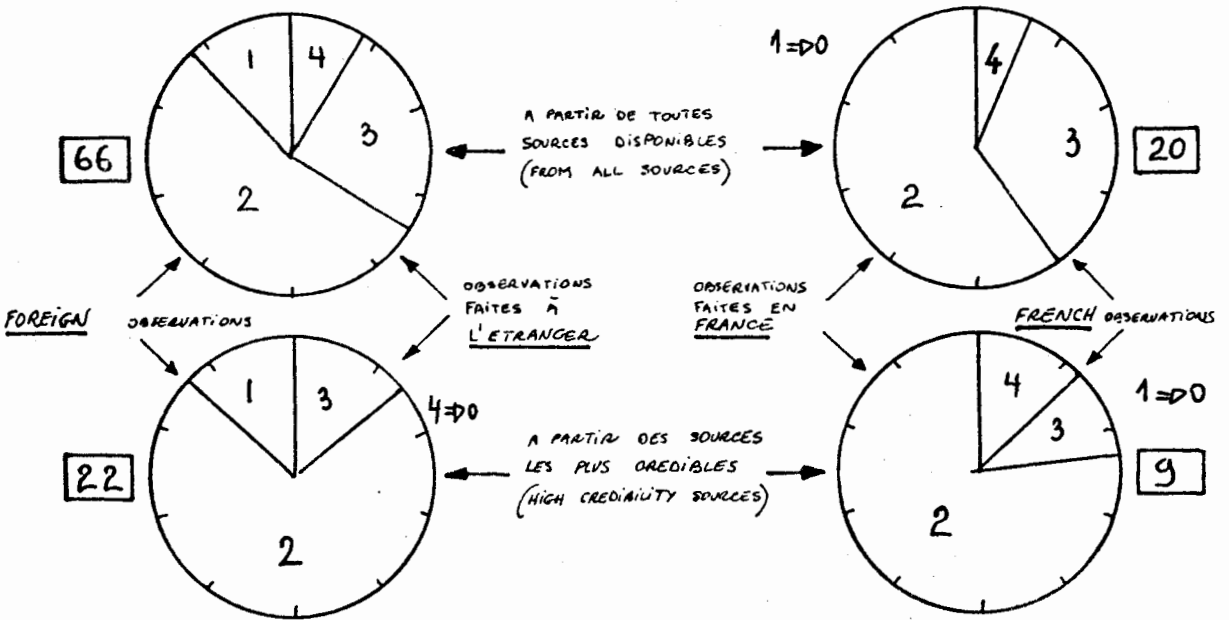 1
4
3
2
66
A PARTIR DE TOUTES
SOURCES DISPONIBLES
(FROM ALL SOURCES)
1⇒0
4
3
2
20
FOREIGN OBSERVATIONS
OBSERVATIONS
FAITES À
L'ETRANGER
OBSERVATIONS
FAITES EN
FRANCE
FRENCH OBSERVATIONS
1
3
2
4⇒0
22
A PARTIR DES SOURCES
LES PLUS CREDIBLES
(HIGH CREDIBILITY SOURCES)
4
3
2
1⇒0
9